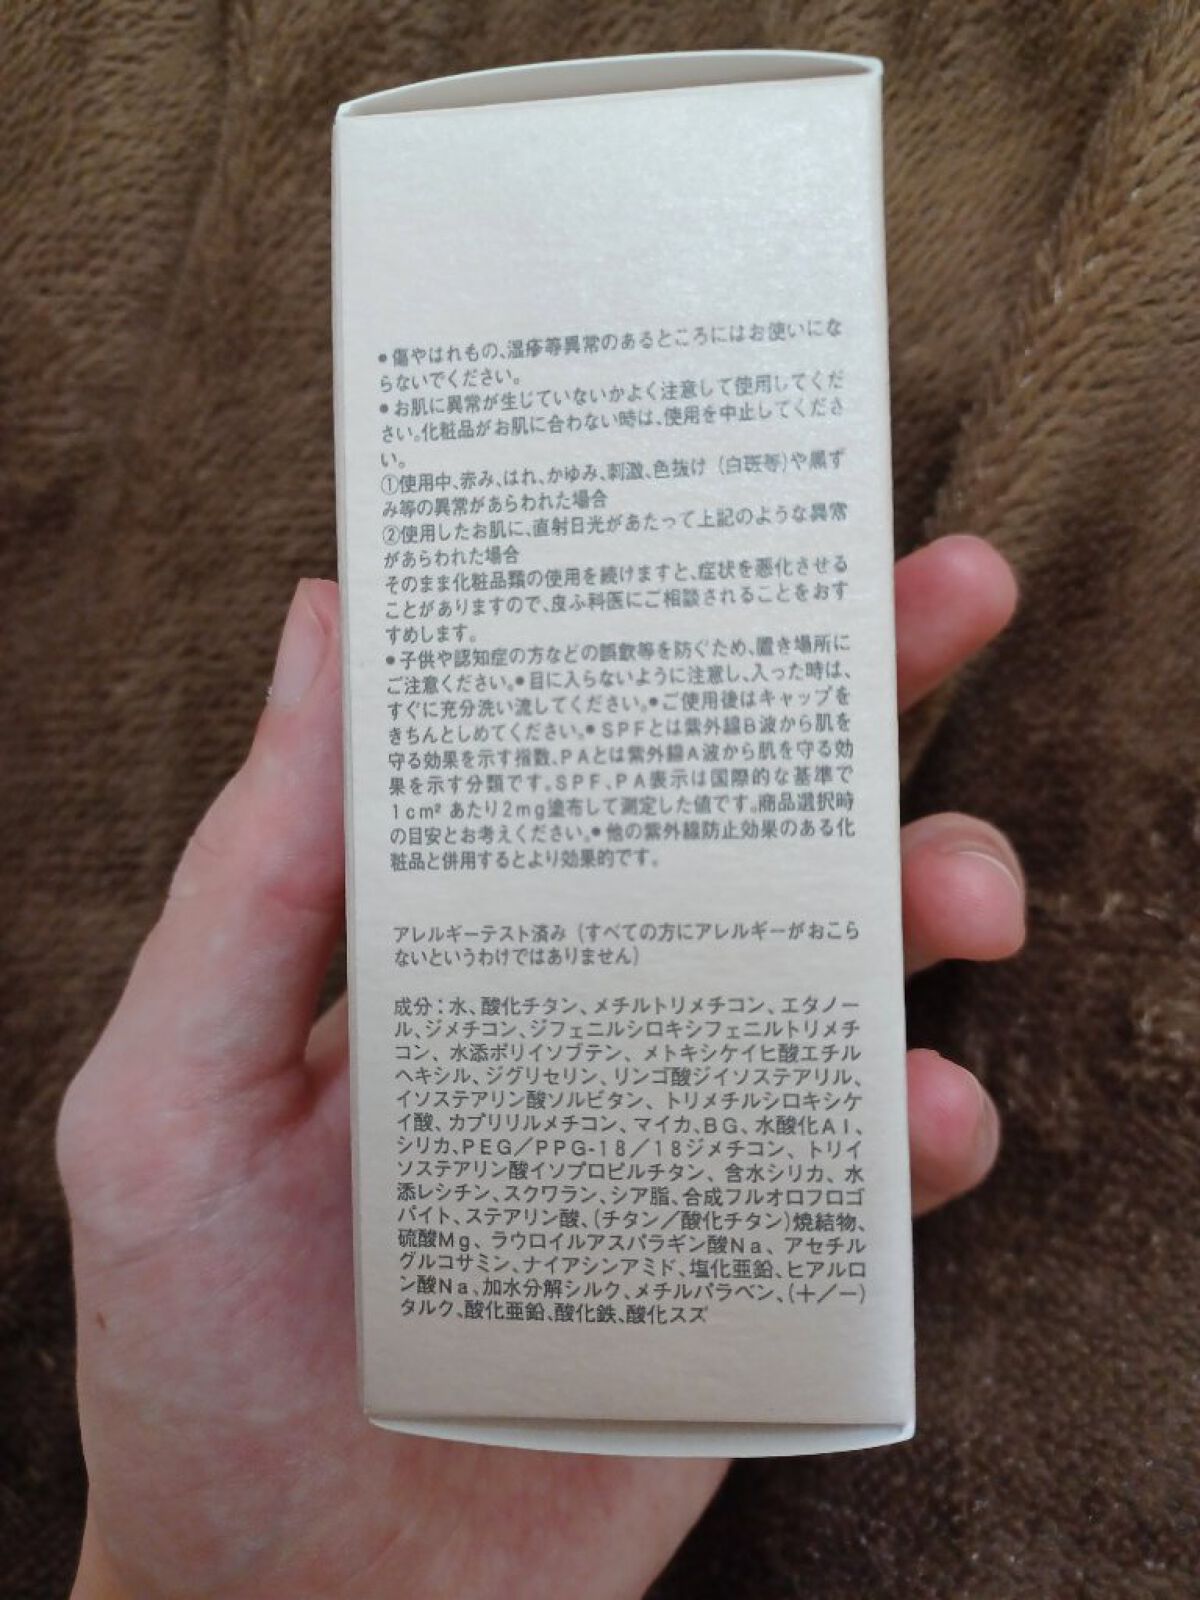 ●傷やはれもの、湿疹等異常のあるところにはお使いにな
らないでください。
●お肌に異常が生じていないかよく注意して使用してくだ
さい。化粧品がお肌に合わない時は、使用を中止してくださ
い。
①使用中、赤み、はれ、かゆみ、刺激、色抜け（白斑等）や黒ず
み等の異常があらわれた場合
②使用したお肌に、直射日光があたって上記のような異常
があらわれた場合
そのまま化粧品類の使用を続けますと、症状を悪化させる
ことがありますので、皮ふ科医にご相談されることをおす
すめします。
●子供や認知症の方などの誤飲等を防ぐため、置き場所に
ご注意ください。●目に入らないように注意し、入った時は、
すぐに充分洗い流してください。●ご使用後はキャップを
きちんとしめてください。●SPFとは紫外線B波から肌を
守る効果を示す指数、PAとは紫外線A波から肌を守る効
果を示す分類です。SPF、PA表示は国際的な基準で
1cm²あたり2mg塗布して測定した値です。商品選択時
の目安とお考えください。●他の紫外線防止効果のある化
粧品と併用するとより効果的です。
アレルギーテスト済み（すべての方にアレルギーがおこら
ないというわけではありません）
成分：水、酸化チタン、メチルトリメチコン、エタノー
ル、ジメチコン、ジフェニルシロキシフェニルトリメチ
コン、水添ポリイソブテン、メトキシケイヒ酸エチル
ヘキシル、ジグリセリン、リンゴ酸ジイソステアリル、
イソステアリン酸ソルビタン、トリメチルシロキシケ
イ酸、カプリリルメチコン、マイカ、BG、水酸化Al、
シリカ、PEG／PPG-18／18ジメチコン、トリイ
ソステアリン酸イソプロピルチタン、含水シリカ、水
添レシチン、スクワラン、シア脂、合成フルオロフロゴ
パイト、ステアリン酸、（チタン／酸化チタン）焼結物、
硫酸Mg、ラウロイルアスパラギン酸Na、アセチル
グルコサミン、ナイアシンアミド、塩化亜鉛、ヒアルロ
ン酸Na、加水分解シルク、メチルパラベン、（＋／－）
タルク、酸化亜鉛、酸化鉄、酸化スズ